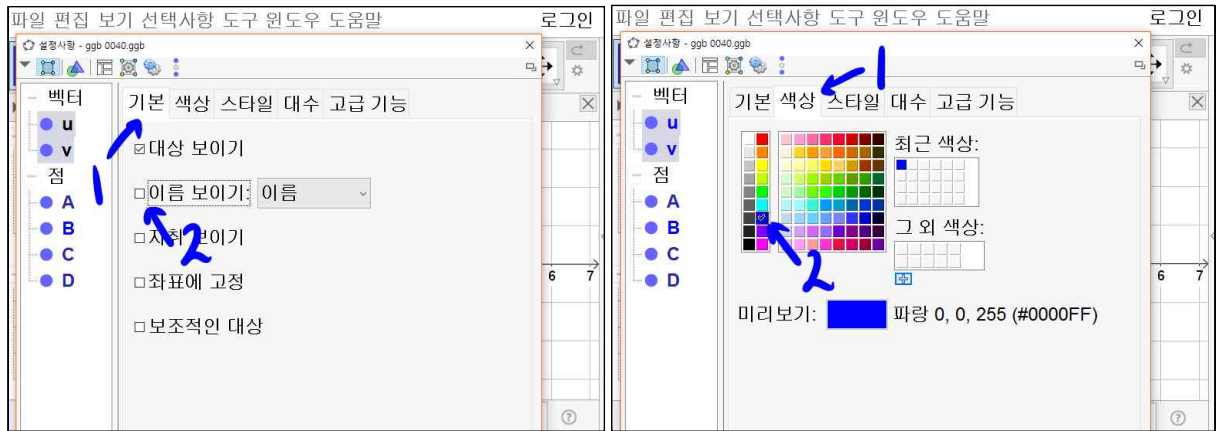 파일 편집 보기 선택사항 도구 윈도우 도움말 로그인
설정사항 - ggb 0040.ggb
벡터
u
v
점
A
B
C
D
기본 색상 스타일 대수 고급 기능
1
대상 보이기
이름 보이기: 이름
2
자취 보이기
좌표에 고정
보조적인 대상
6 7
파일 편집 보기 선택사항 도구 윈도우 도움말 로그인
설정사항 - ggb 0040.ggb
벡터
u
v
점
A
B
C
D
1
기본 색상 스타일 대수 고급 기능
최근 색상:
그 외 색상:
2
미리보기: 파랑 0, 0, 255 (#0000FF)
6 7